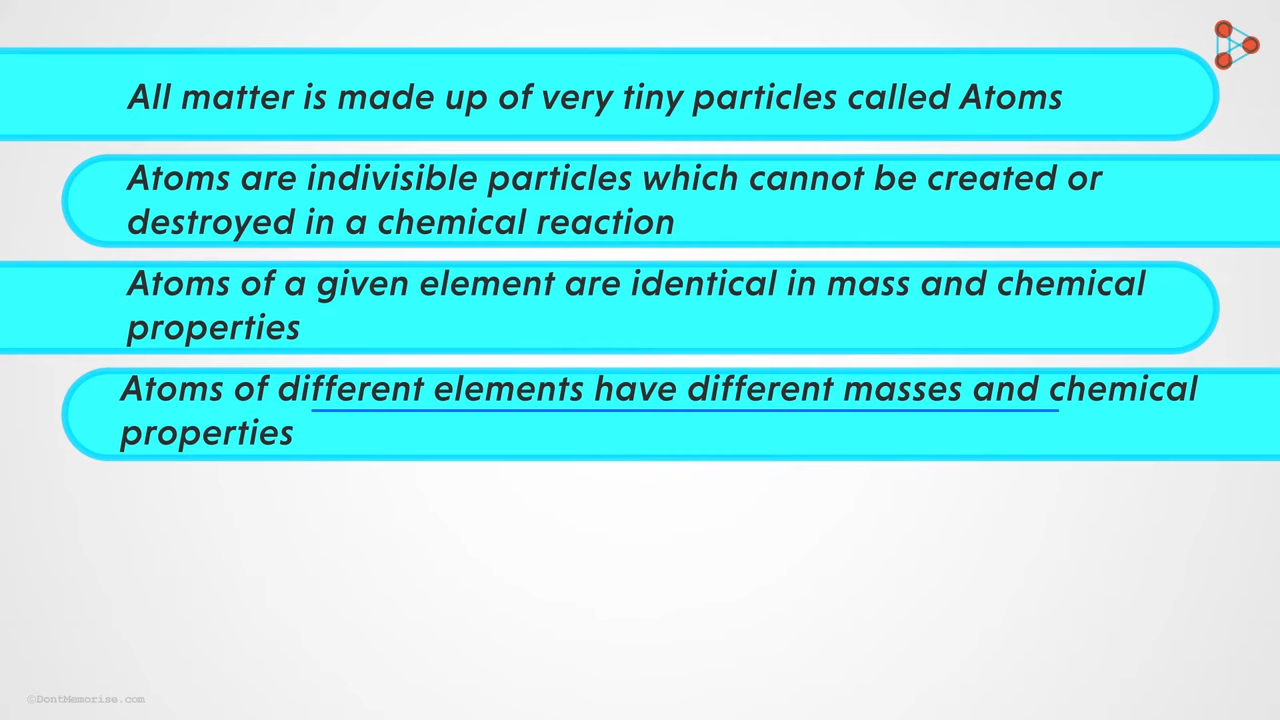 All matter is made up of very tiny particles called Atoms
Atoms are indivisible particles which cannot be created or
destroyed in a chemical reaction
Atoms of a given element are identical in mass and chemical
properties
Atoms of different elements have different masses and chemical
properties
©DontMemorise.com